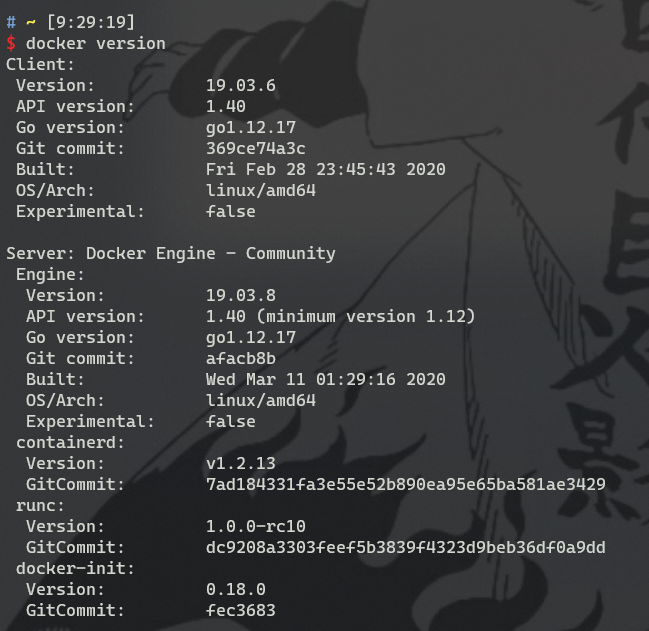 # ~ [9:29:19]
$ docker version
Client:
 Version:           19.03.6
 API version:       1.40
 Go version:        go1.12.17
 Git commit:        369ce74a3c
 Built:             Fri Feb 28 23:45:43 2020
 OS/Arch:           linux/amd64
 Experimental:      false

Server: Docker Engine - Community
 Engine:
  Version:          19.03.8
  API version:      1.40 (minimum version 1.12)
  Go version:       go1.12.17
  Git commit:       afacb8b
  Built:            Wed Mar 11 01:29:16 2020
  OS/Arch:          linux/amd64
  Experimental:     false
 containerd:
  Version:          v1.2.13
  GitCommit:        7ad184331fa3e55e52b890ea95e65ba581ae3429
 runc:
  Version:          1.0.0-rc10
  GitCommit:        dc9208a3303feef5b3839f4323d9beb36df0a9dd
 docker-init:
  Version:          0.18.0
  GitCommit:        fec3683